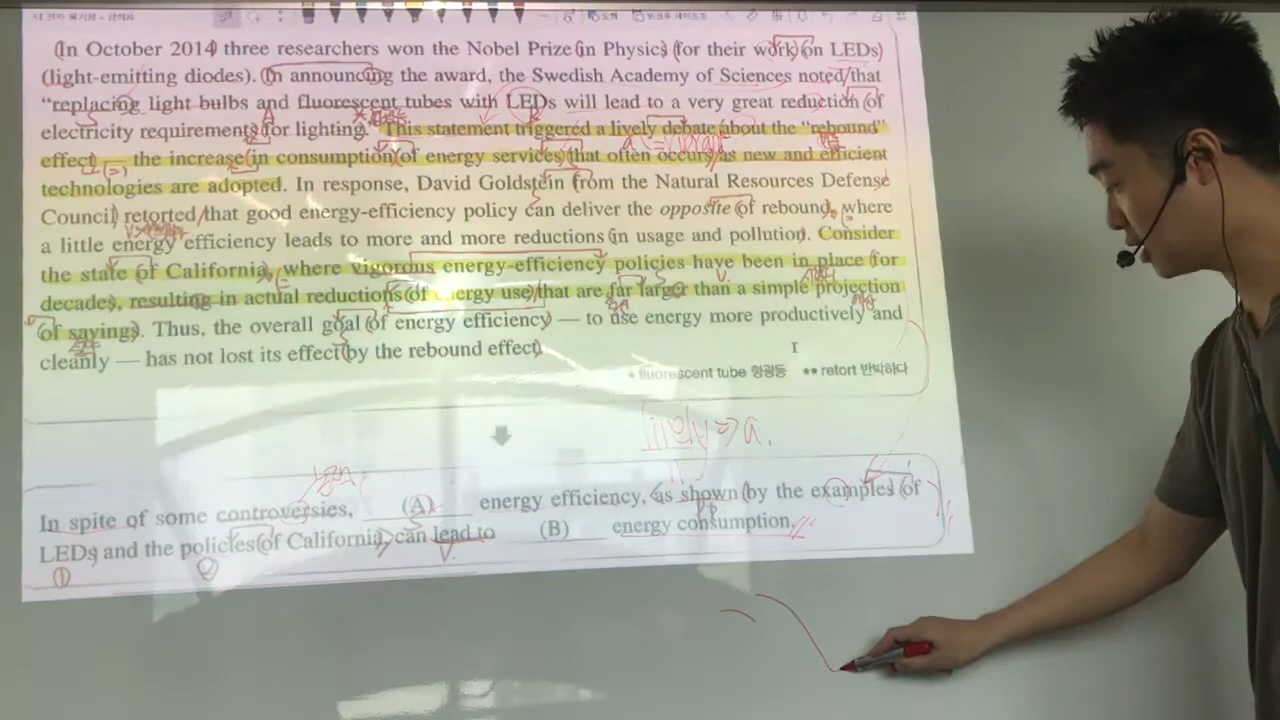 (In October 2014) three researchers won the Nobel Prize (in Physics) (for their work) (on LEDs)
(light-emitting diodes). (In announcing the award, the Swedish Academy of Sciences noted/that
“replacing light bulbs and fluorescent tubes with LEDs will lead to a very great reduction (of
electricity requirements (for lighting.” This statement triggered a lively debate (about the “rebound”
effect) — the increase (in consumption) (of energy services/that often occurs/as new and efficient
technologies are adopted. In response, David Goldstein (from the Natural Resources Defense
Council) retorted/that good energy-efficiency policy can deliver the opposite (of rebound, where
a little energy efficiency leads to more and more reductions (in usage and pollution). Consider
the state (of California), where vigorous energy-efficiency policies have been in place (for
decades), resulting in actual reductions (of energy use)/that are far larger than a simple projection
(of savings). Thus, the overall goal (of energy efficiency) — to use energy more productively and
cleanly — has not lost its effect (by the rebound effect).
* fluorescent tube 형광등 ** retort 반박하다
In spite of some controversies, (A) energy efficiency, as shown (by the examples (of
LEDs and the policies (of California), can lead to (B) energy consumption.
① ②